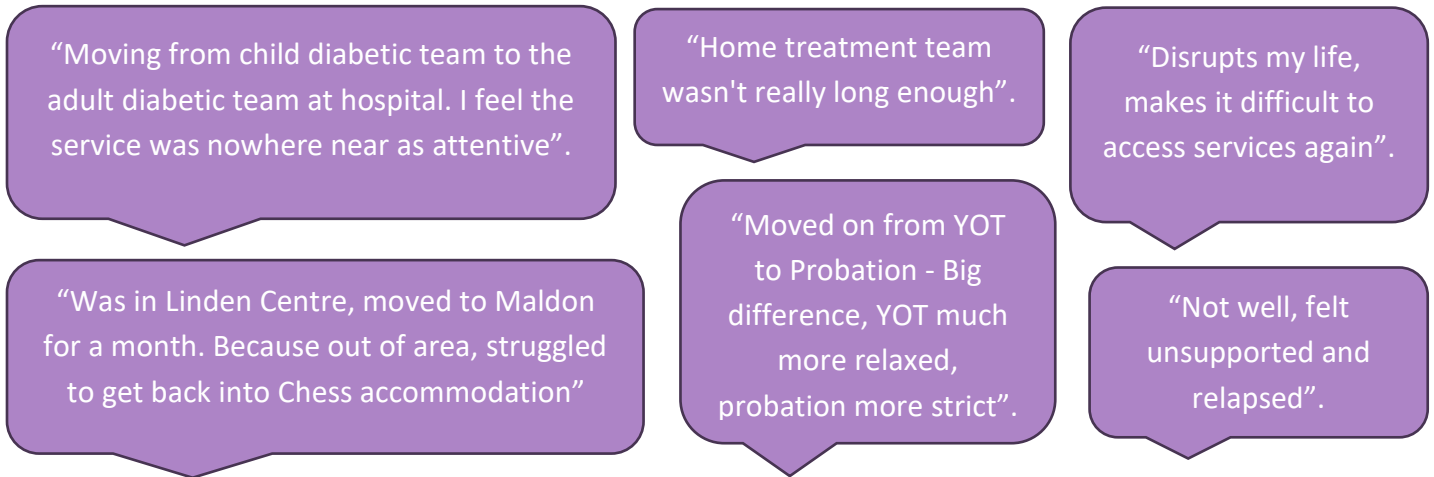 “Moving from child diabetic team to the
adult diabetic team at hospital. I feel the
service was nowhere near as attentive”.
“Home treatment team
wasn't really long enough”.
“Disrupts my life,
makes it difficult to
access services again”.
“Was in Linden Centre, moved to Maldon
for a month. Because out of area, struggled
to get back into Chess accommodation”
“Moved on from YOT
to Probation - Big
difference, YOT much
more relaxed,
probation more strict”.
“Not well, felt
unsupported and
relapsed”.